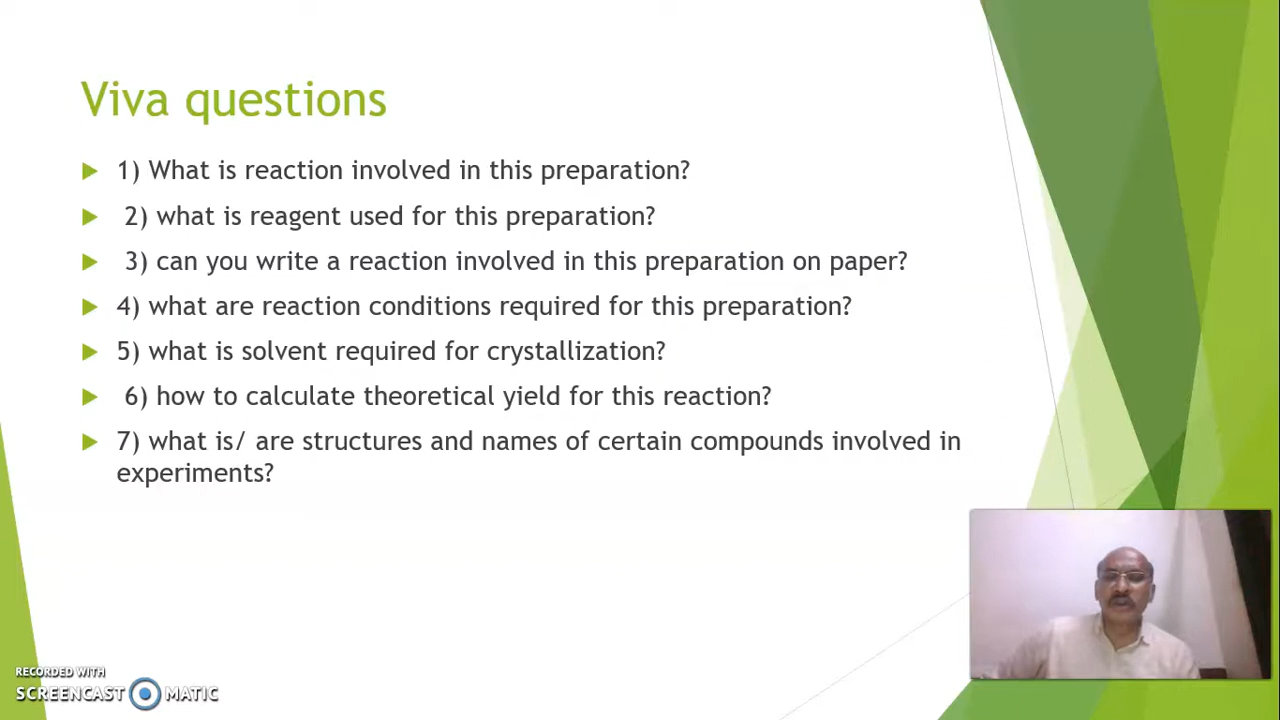 Viva questions
1) What is reaction involved in this preparation?
2) what is reagent used for this preparation?
3) can you write a reaction involved in this preparation on paper?
4) what are reaction conditions required for this preparation?
5) what is solvent required for crystallization?
6) how to calculate theoretical yield for this reaction?
7) what is/ are structures and names of certain compounds involved in
experiments?
RECORDED WITH
SCREENCAST MATIC